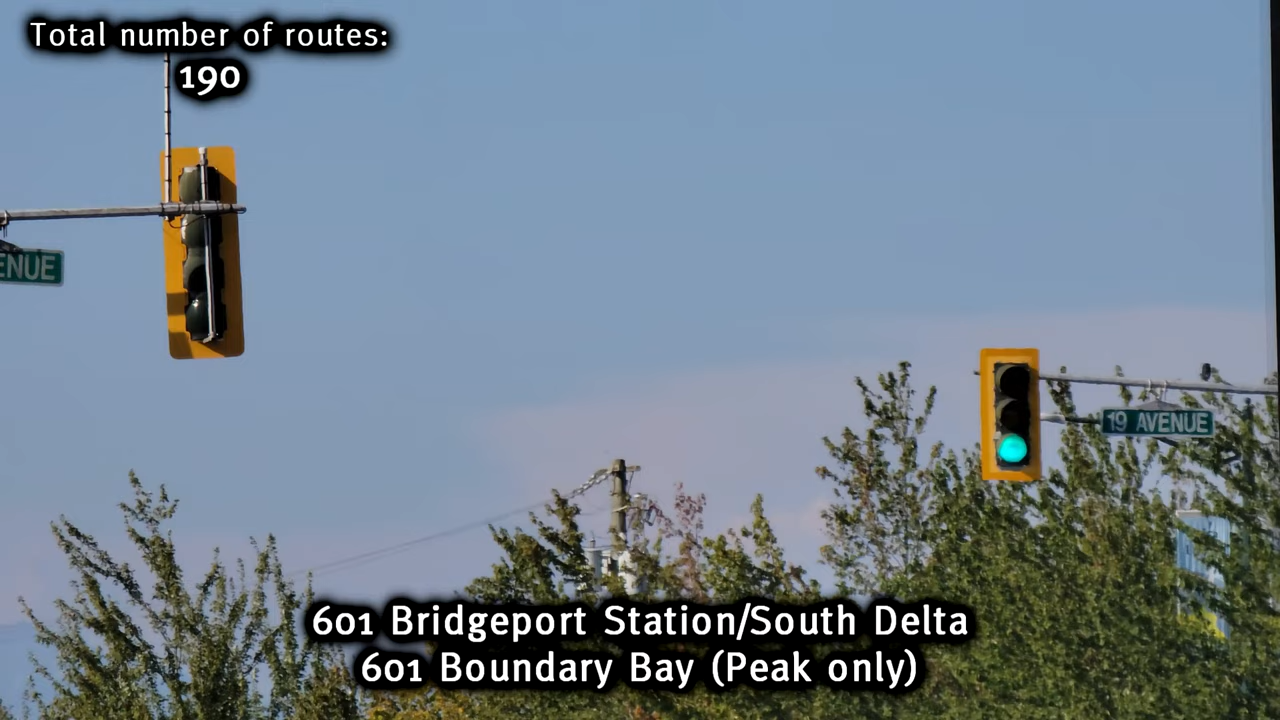 Total number of routes:
190
ENUE
19 AVENUE
601 Bridgeport Station/South Delta
601 Boundary Bay (Peak only)